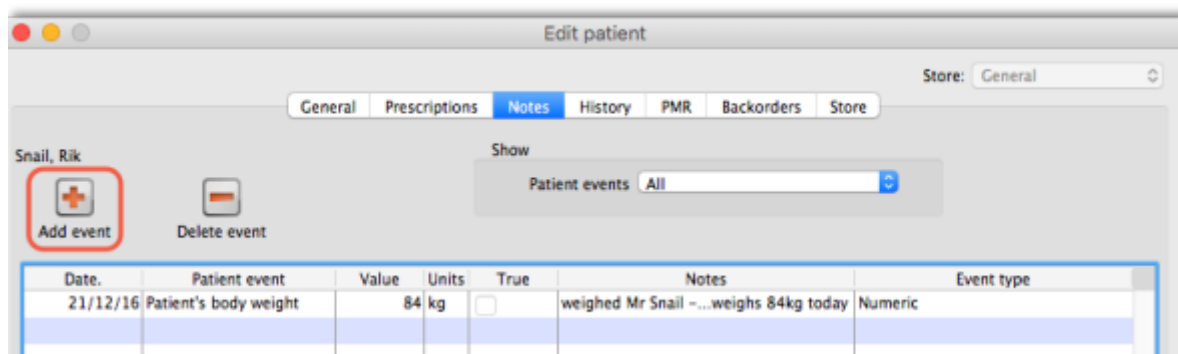 Edit patient
Store: General
General Prescriptions Notes History PMR Backorders Store
Snail, Rik
Show
Patient events All
Add event Delete event
Date. Patient event Value Units True Notes Event type
21/12/16 Patient's body weight 84 kg weighed Mr Snail -...weighs 84kg today Numeric